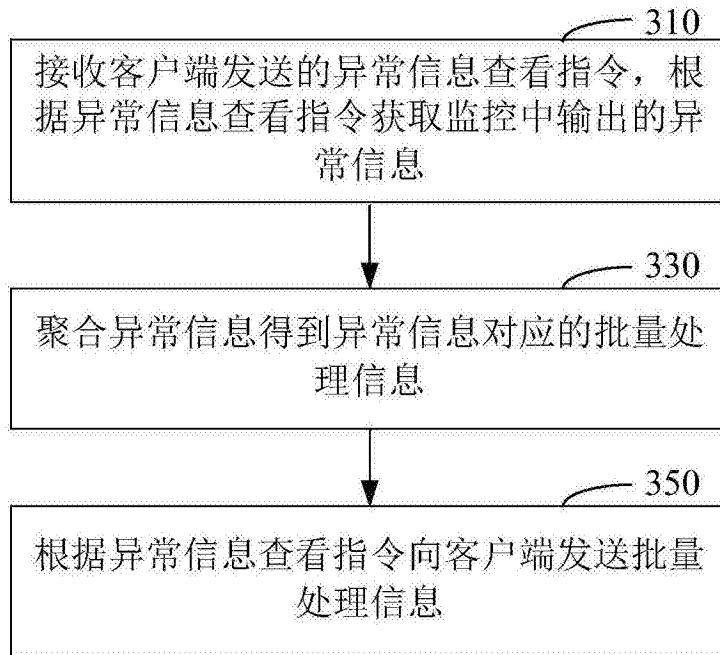 310
接收客户端发送的异常信息查看指令，根
据异常信息查看指令获取监控中输出的异
常信息
330
聚合异常信息得到异常信息对应的批量处
理信息
350
根据异常信息查看指令向客户端发送批量
处理信息